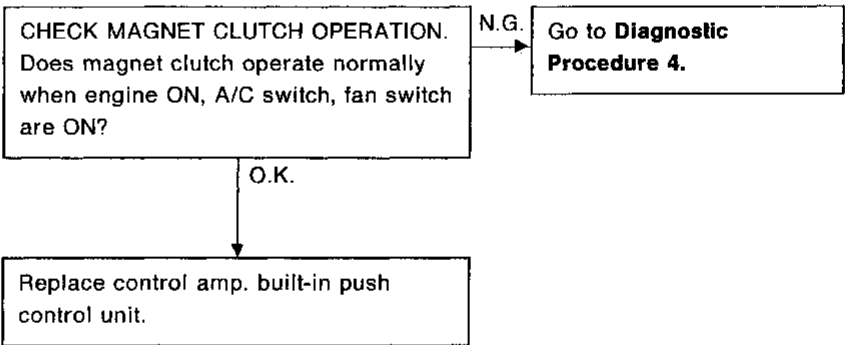 CHECK MAGNET CLUTCH OPERATION.
Does magnet clutch operate normally
when engine ON, A/C switch, fan switch
are ON?
N.G.
Go to Diagnostic
Procedure 4.
O.K.
Replace control amp. built-in push
control unit.